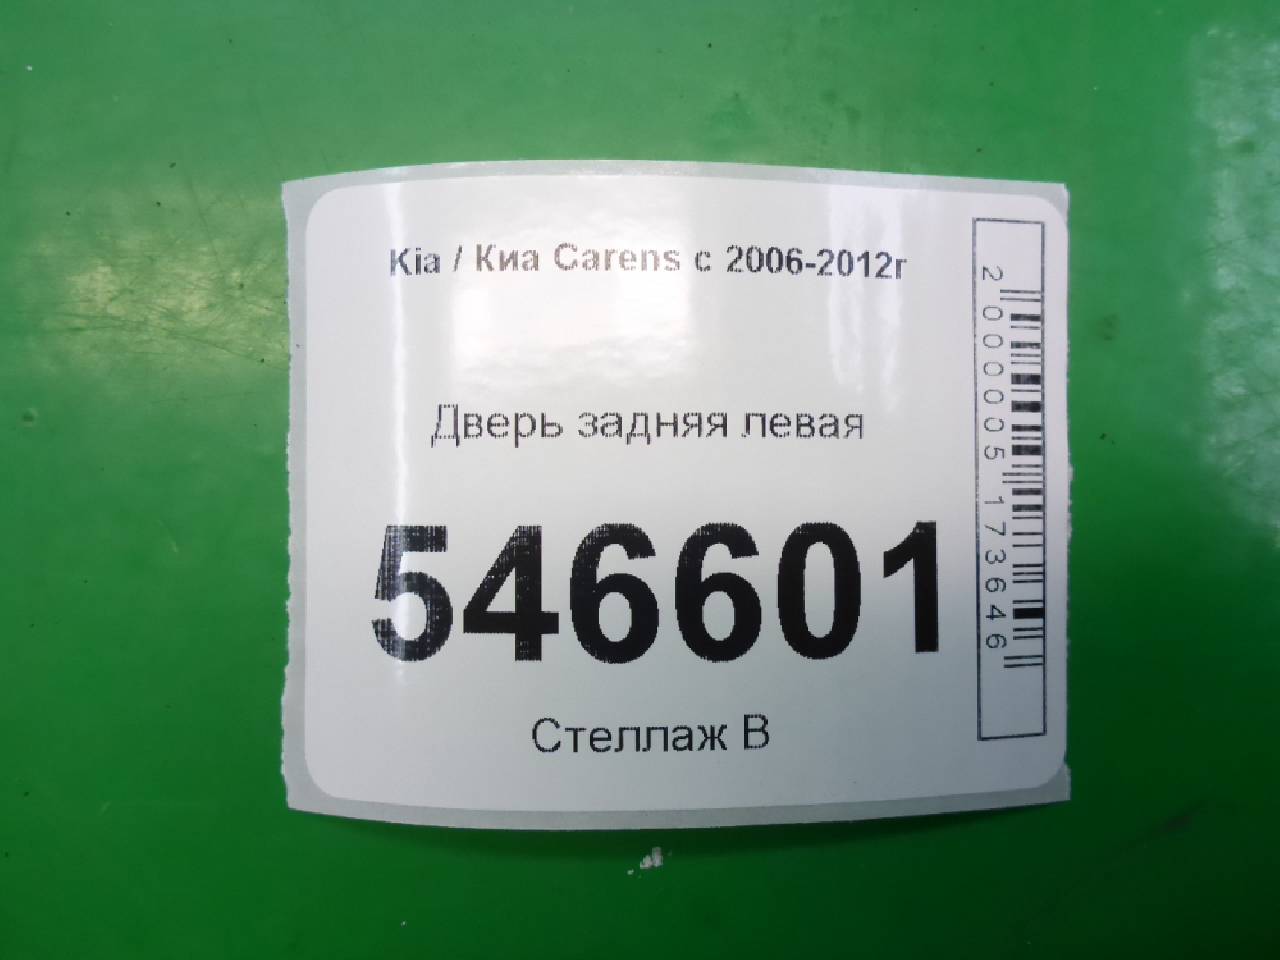 Kia / Киа Carens с 2006-2012г
Дверь задняя левая
546601
Стеллаж В
2000005173646